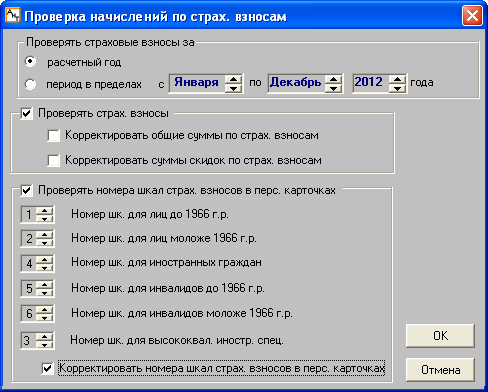 Проверка начислений по страх. взносам
Проверять страховые взносы за
расчетный год
период в пределах с Января по Декабрь 2012 года
Проверять страх. взносы
Корректировать общие суммы по страх. взносам
Корректировать суммы скидок по страх. взносам
Проверять номера шкал страх. взносов в перс. карточках
1 Номер шк. для лиц до 1966 г.р.
2 Номер шк. для лиц моложе 1966 г.р.
4 Номер шк. для иностранных граждан
5 Номер шк. для инвалидов до 1966 г.р.
6 Номер шк. для инвалидов моложе 1966 г.р.
3 Номер шк. для высококвал. иностр. спец.
Корректировать номера шкал страх. взносов в перс. карточках
OK
Отмена